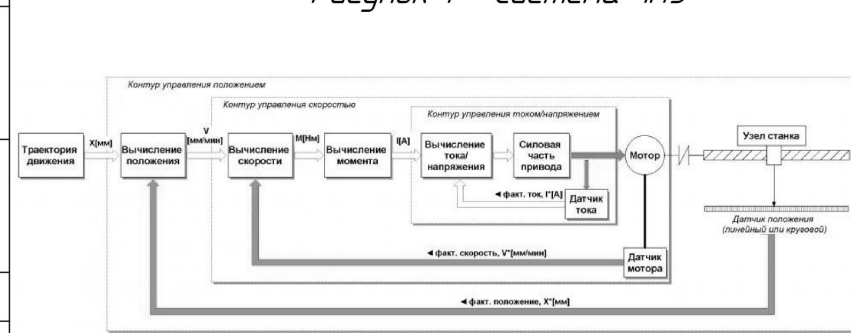 Рисунок 1 - Система ЧПУ
Контур управления положением
Контур управления скоростью
Контур управления током/напряжением
Траектория
движения
X[мм]
Вычисление
положения
V
[мм/мин]
Вычисление
скорости
M[Нм]
Вычисление
момента
I[A]
Вычисление
тока/
напряжения
Силовая
часть
привода
Мотор
Узел станка
◄ факт. ток, I*[A]
Датчик
тока
Датчик положения
(линейный или круговой)
◄ факт. скорость, V*[мм/мин]
Датчик
мотора
◄ факт. положение, X*[мм]